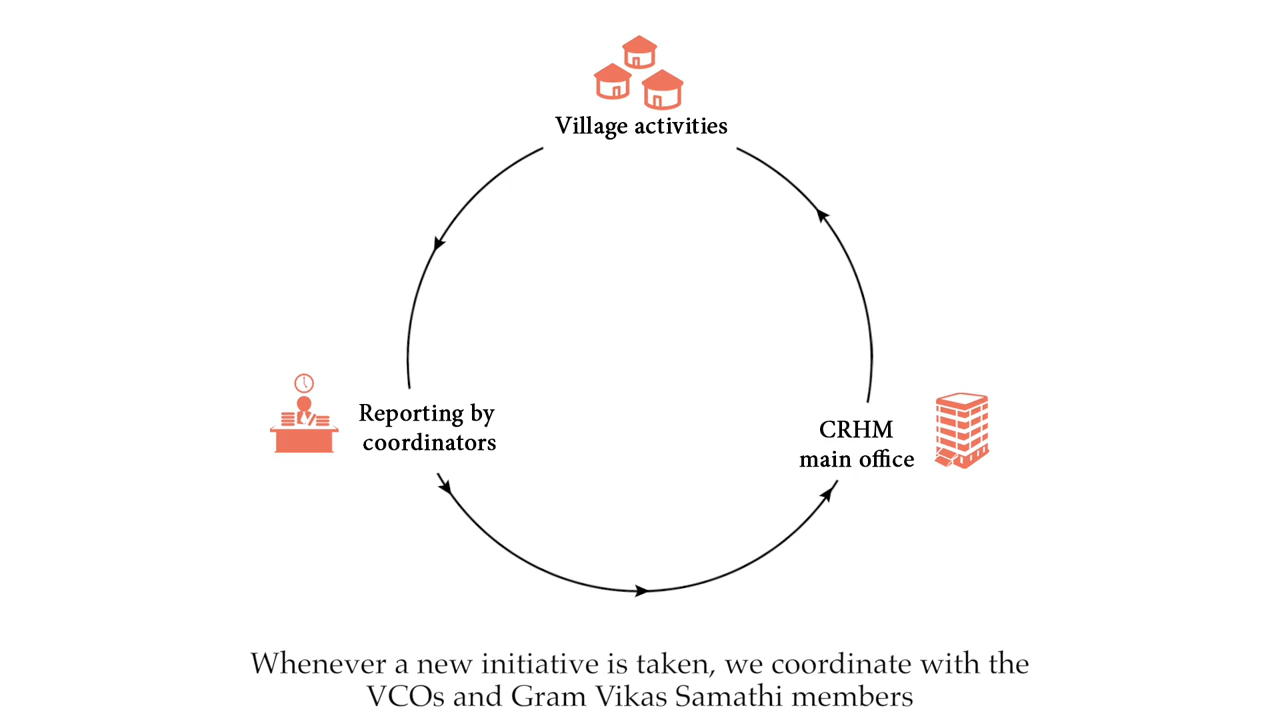 Village activities
Reporting by
coordinators
CRHM
main office
Whenever a new initiative is taken, we coordinate with the
VCOs and Gram Vikas Samathi members